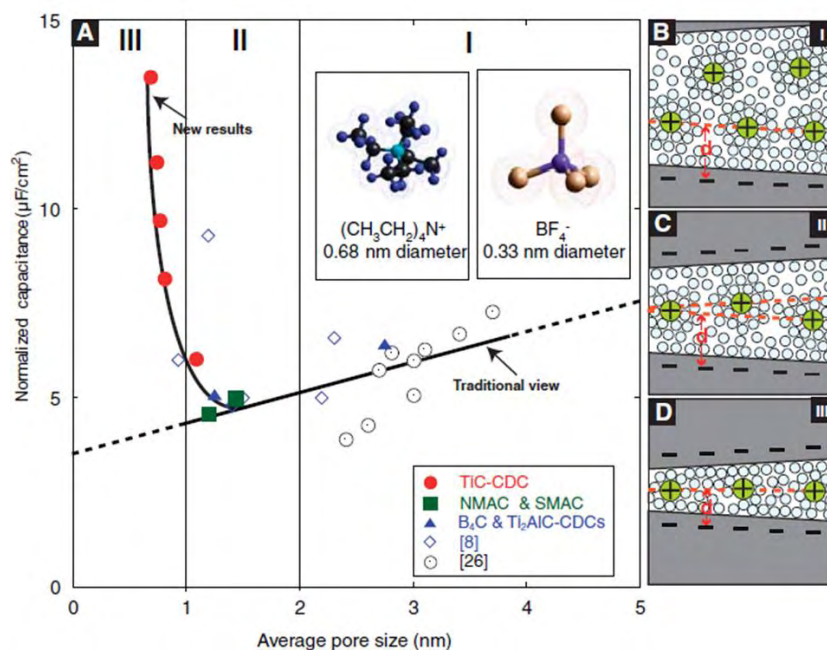 A
III
II
I
15
10
5
0
0
1
2
3
4
5
Normalized capacitance (μF/cm²)
Average pore size (nm)
New results
Traditional view
(CH₃CH₂)₄N⁺
0.68 nm diameter
BF₄⁻
0.33 nm diameter
TiC-CDC
NMAC & SMAC
B₄C & Ti₂AlC-CDCs
[8]
[26]
B
I
d
C
II
d
D
III
d